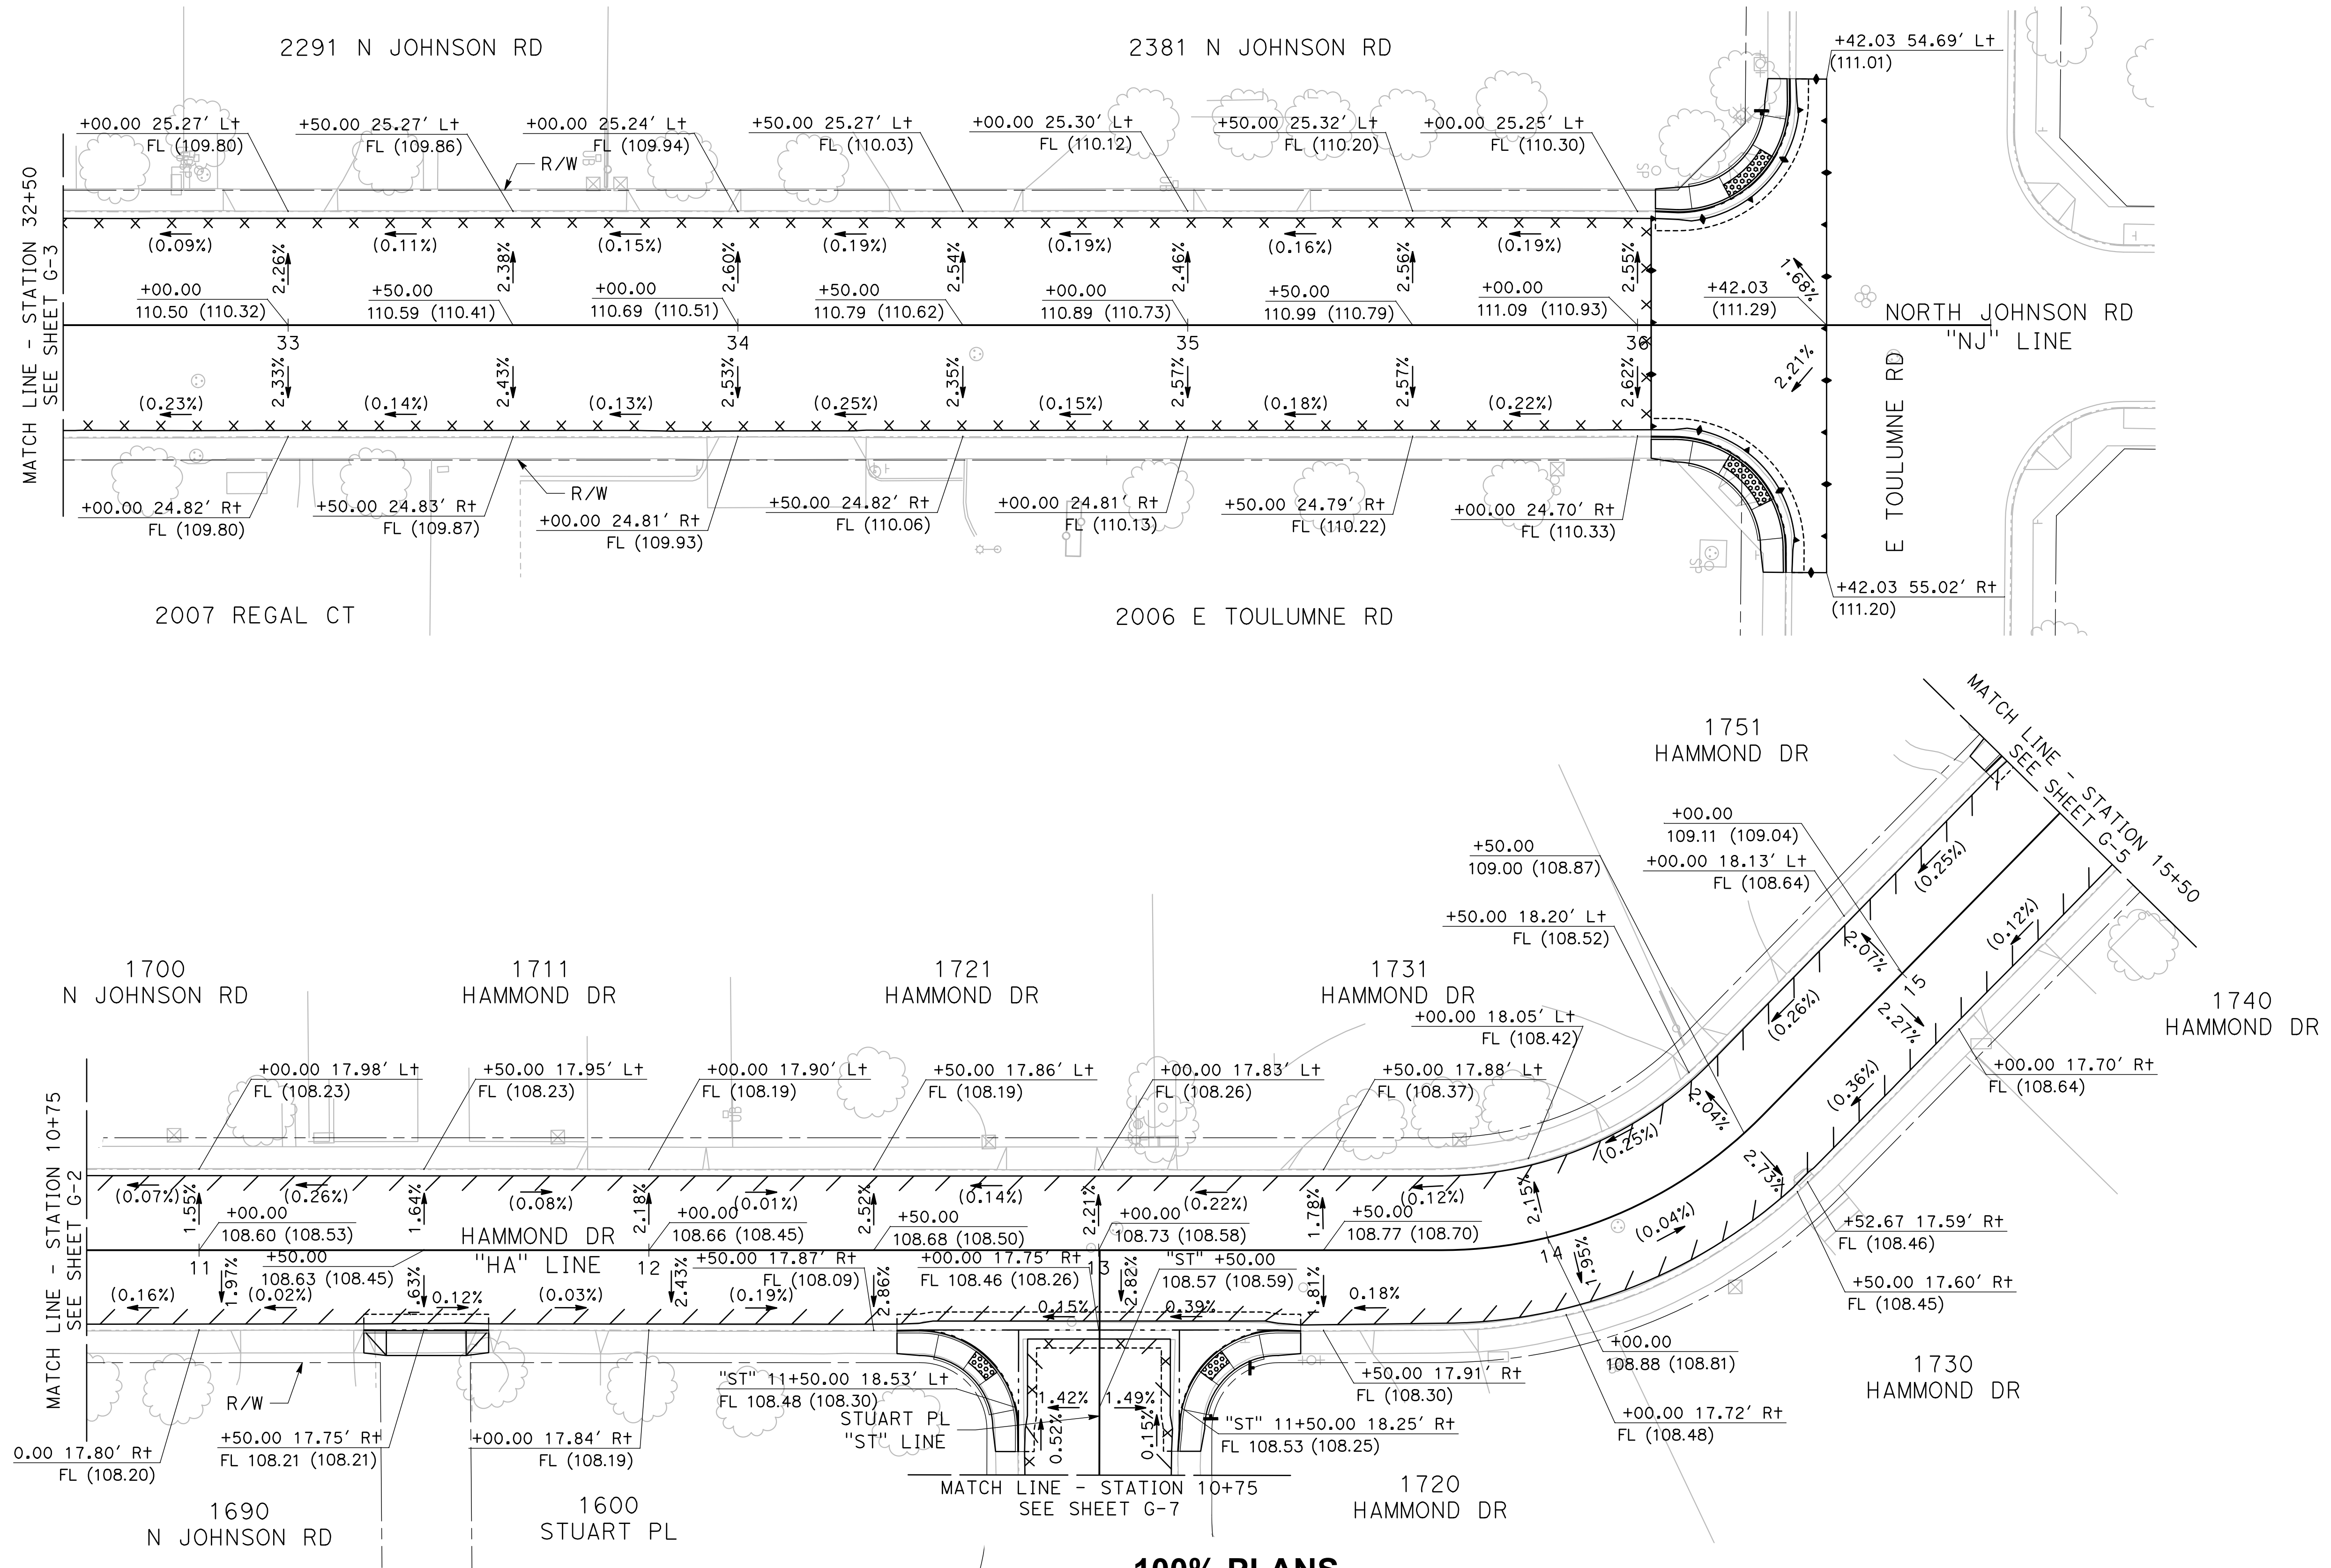 2291 N JOHNSON RD
2381 N JOHNSON RD
+42.03 54.69′ Lt
(111.01)
+00.00 25.27′ Lt
FL (109.80)
+50.00 25.27′ Lt
FL (109.86)
+00.00 25.24′ Lt
FL (109.94)
+50.00 25.27′ Lt
FL (110.03)
+00.00 25.30′ Lt
FL (110.12)
+50.00 25.32′ Lt
FL (110.20)
+00.00 25.25′ Lt
FL (110.30)
R/W
MATCH LINE - STATION 32+50
SEE SHEET G-3
(0.09%)
(0.11%)
(0.15%)
(0.19%)
(0.19%)
(0.16%)
(0.19%)
2.26%
2.38%
2.60%
2.54%
2.46%
2.56%
2.55%
1.68%
+00.00
110.50 (110.32)
+50.00
110.59 (110.41)
+00.00
110.69 (110.51)
+50.00
110.79 (110.62)
+00.00
110.89 (110.73)
+50.00
110.99 (110.79)
+00.00
111.09 (110.93)
+42.03
(111.29)
NORTH JOHNSON RD
"NJ" LINE
33
34
35
36
2.33%
2.43%
2.53%
2.35%
2.57%
2.57%
2.62%
2.21%
E TOULUMNE RD
(0.23%)
(0.14%)
(0.13%)
(0.25%)
(0.15%)
(0.18%)
(0.22%)
R/W
+00.00 24.82′ Rt
FL (109.80)
+50.00 24.83′ Rt
FL (109.87)
+00.00 24.81′ Rt
FL (109.93)
+50.00 24.82′ Rt
FL (110.06)
+00.00 24.81′ Rt
FL (110.13)
+50.00 24.79′ Rt
FL (110.22)
+00.00 24.70′ Rt
FL (110.33)
+42.03 55.02′ Rt
(111.20)
2007 REGAL CT
2006 E TOULUMNE RD
MATCH LINE - STATION 15+50
SEE SHEET G-5
1751
HAMMOND DR
+00.00
109.11 (109.04)
+00.00 18.13′ Lt
FL (108.64)
+50.00
109.00 (108.87)
+50.00 18.20′ Lt
FL (108.52)
(0.25%)
(0.12%)
2.07%
15
2.27%
(0.26%)
(0.36%)
1740
HAMMOND DR
1700
N JOHNSON RD
1711
HAMMOND DR
1721
HAMMOND DR
1731
HAMMOND DR
+00.00 18.05′ Lt
FL (108.42)
+00.00 17.98′ Lt
FL (108.23)
+50.00 17.95′ Lt
FL (108.23)
+00.00 17.90′ Lt
FL (108.19)
+50.00 17.86′ Lt
FL (108.19)
+00.00 17.83′ Lt
FL (108.26)
+50.00 17.88′ Lt
FL (108.37)
+00.00 17.70′ Rt
FL (108.64)
MATCH LINE - STATION 10+75
SEE SHEET G-2
(0.07%)
(0.26%)
(0.08%)
(0.01%)
(0.14%)
(0.22%)
(0.12%)
(0.25%)
2.04%
2.73%
1.55%
1.64%
2.18%
2.52%
2.21%
1.78%
2.15%
(0.04%)
+00.00
108.60 (108.53)
+50.00
108.63 (108.45)
HAMMOND DR
"HA" LINE
+00.00
108.66 (108.45)
+50.00
108.68 (108.50)
+00.00
108.73 (108.58)
+50.00
108.77 (108.70)
11
12
13
14
+50.00 17.87′ Rt
FL (108.09)
+00.00 17.75′ Rt
FL 108.46 (108.26)
"ST" +50.00
108.57 (108.59)
1.97%
1.63%
2.43%
2.86%
2.82%
1.81%
1.95%
(0.16%)
(0.02%)
0.12%
(0.03%)
(0.19%)
0.15%
0.39%
0.18%
+52.67 17.59′ Rt
FL (108.46)
+50.00 17.60′ Rt
FL (108.45)
+00.00
108.88 (108.81)
1730
HAMMOND DR
+00.00 17.72′ Rt
FL (108.48)
+50.00 17.91′ Rt
FL (108.30)
"ST" 11+50.00 18.53′ Lt
FL 108.48 (108.30)
STUART PL
"ST" LINE
1.42%
1.49%
0.52%
0.15%
"ST" 11+50.00 18.25′ Rt
FL 108.53 (108.25)
R/W
0.00 17.80′ Rt
FL (108.20)
+50.00 17.75′ Rt
FL 108.21 (108.21)
+00.00 17.84′ Rt
FL (108.19)
MATCH LINE - STATION 10+75
SEE SHEET G-7
1720
HAMMOND DR
1690
N JOHNSON RD
1600
STUART PL
100% PLANS